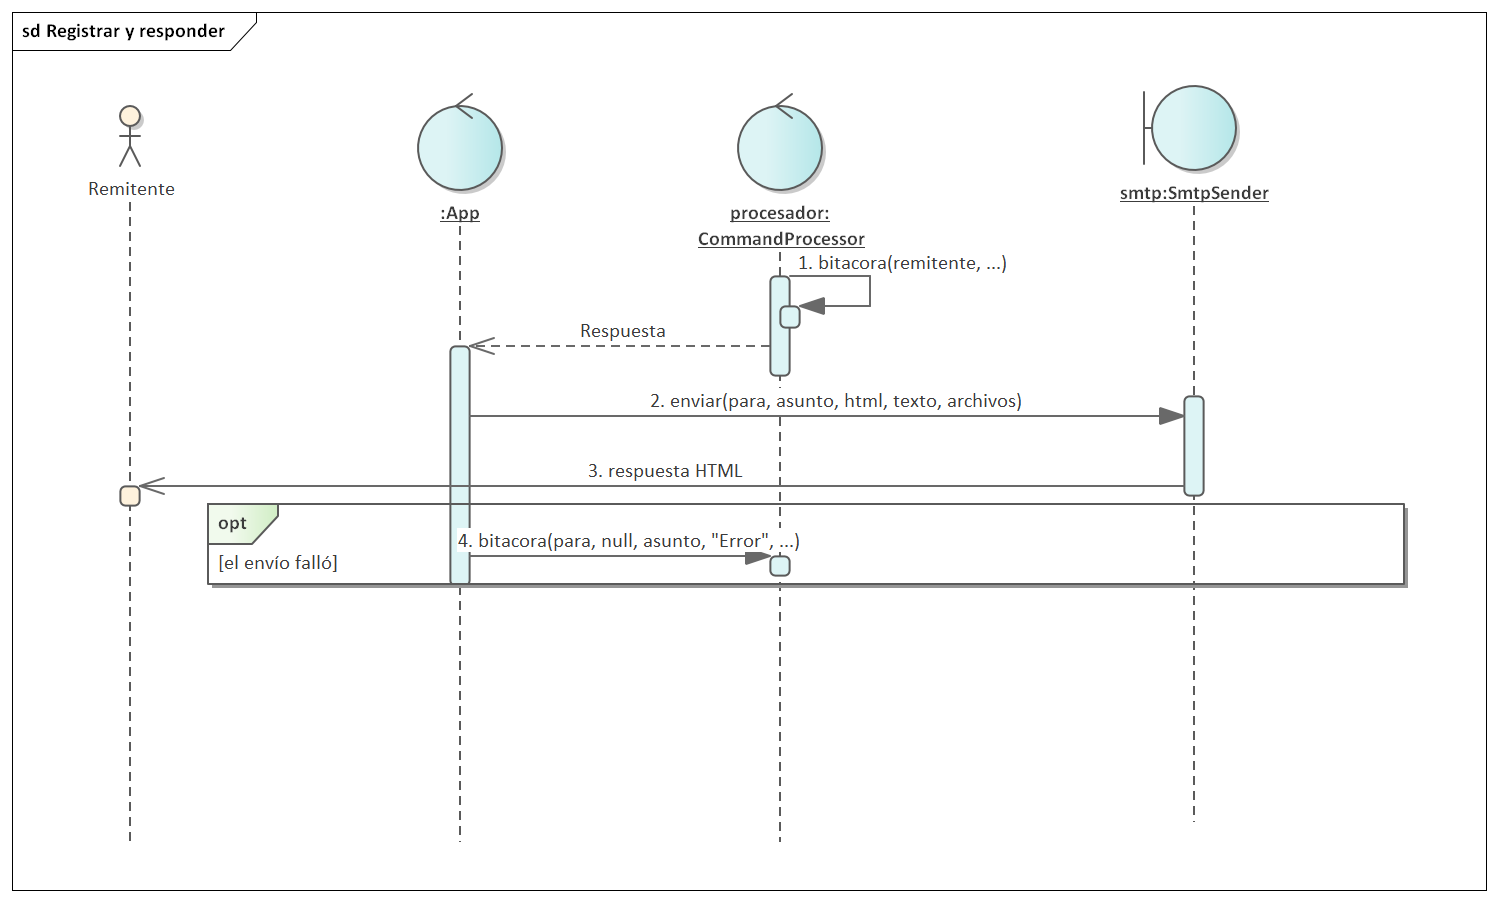 sd Registrar y responder
Remitente
:App
procesador:
CommandProcessor
smtp:SmtpSender
1. bitacora(remitente, ...)
Respuesta
2. enviar(para, asunto, html, texto, archivos)
3. respuesta HTML
opt
4. bitacora(para, null, asunto, "Error", ...)
[el envío falló]